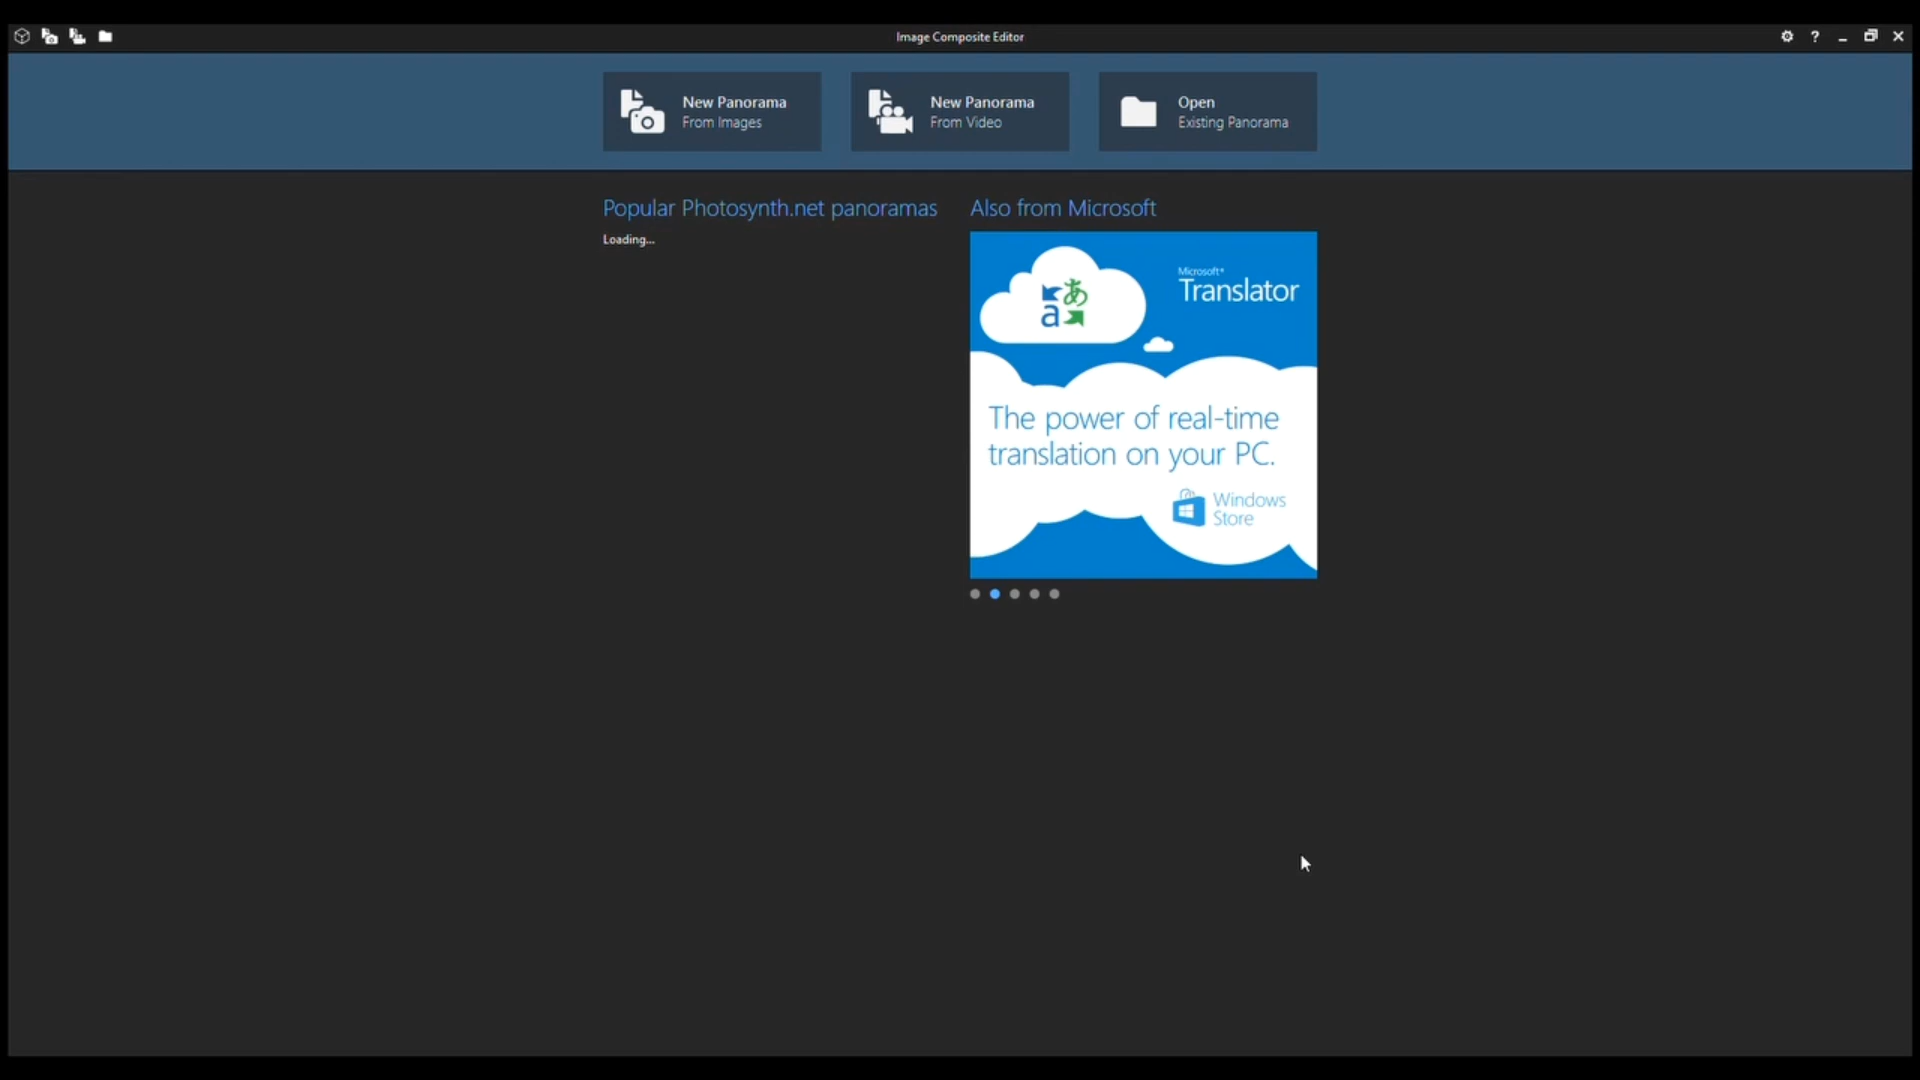 Image Composite Editor
?
New Panorama
From Images
New Panorama
From Video
Open
Existing Panorama
Popular Photosynth.net panoramas
Loading...
Also from Microsoft
あ
a
Microsoft®
Translator
The power of real-time
translation on your PC.
Windows
Store